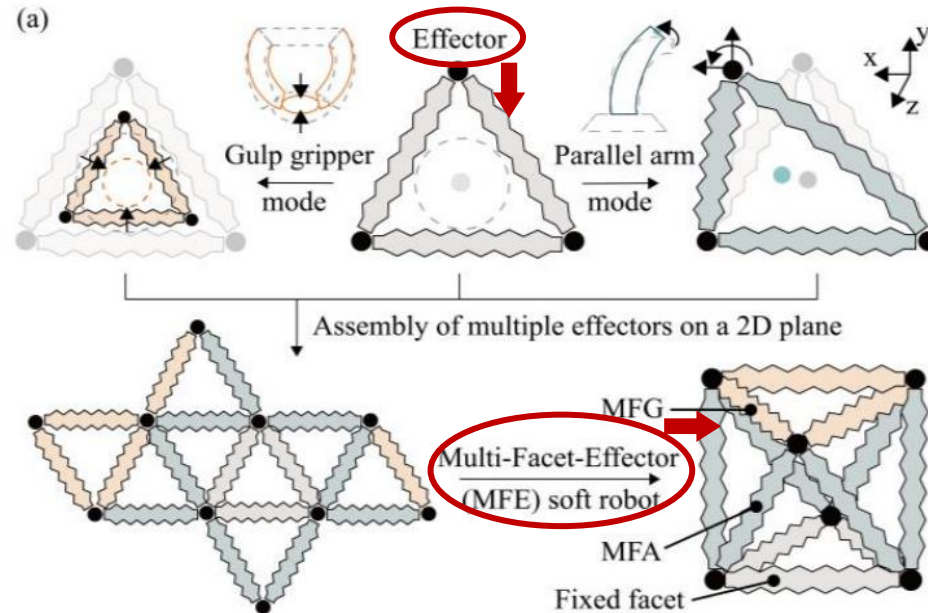 (a)
Effector
y
x
z
Gulp gripper
mode
Parallel arm
mode
Assembly of multiple effectors on a 2D plane
MFG
Multi-Facet-Effector
(MFE) soft robot
MFA
Fixed facet